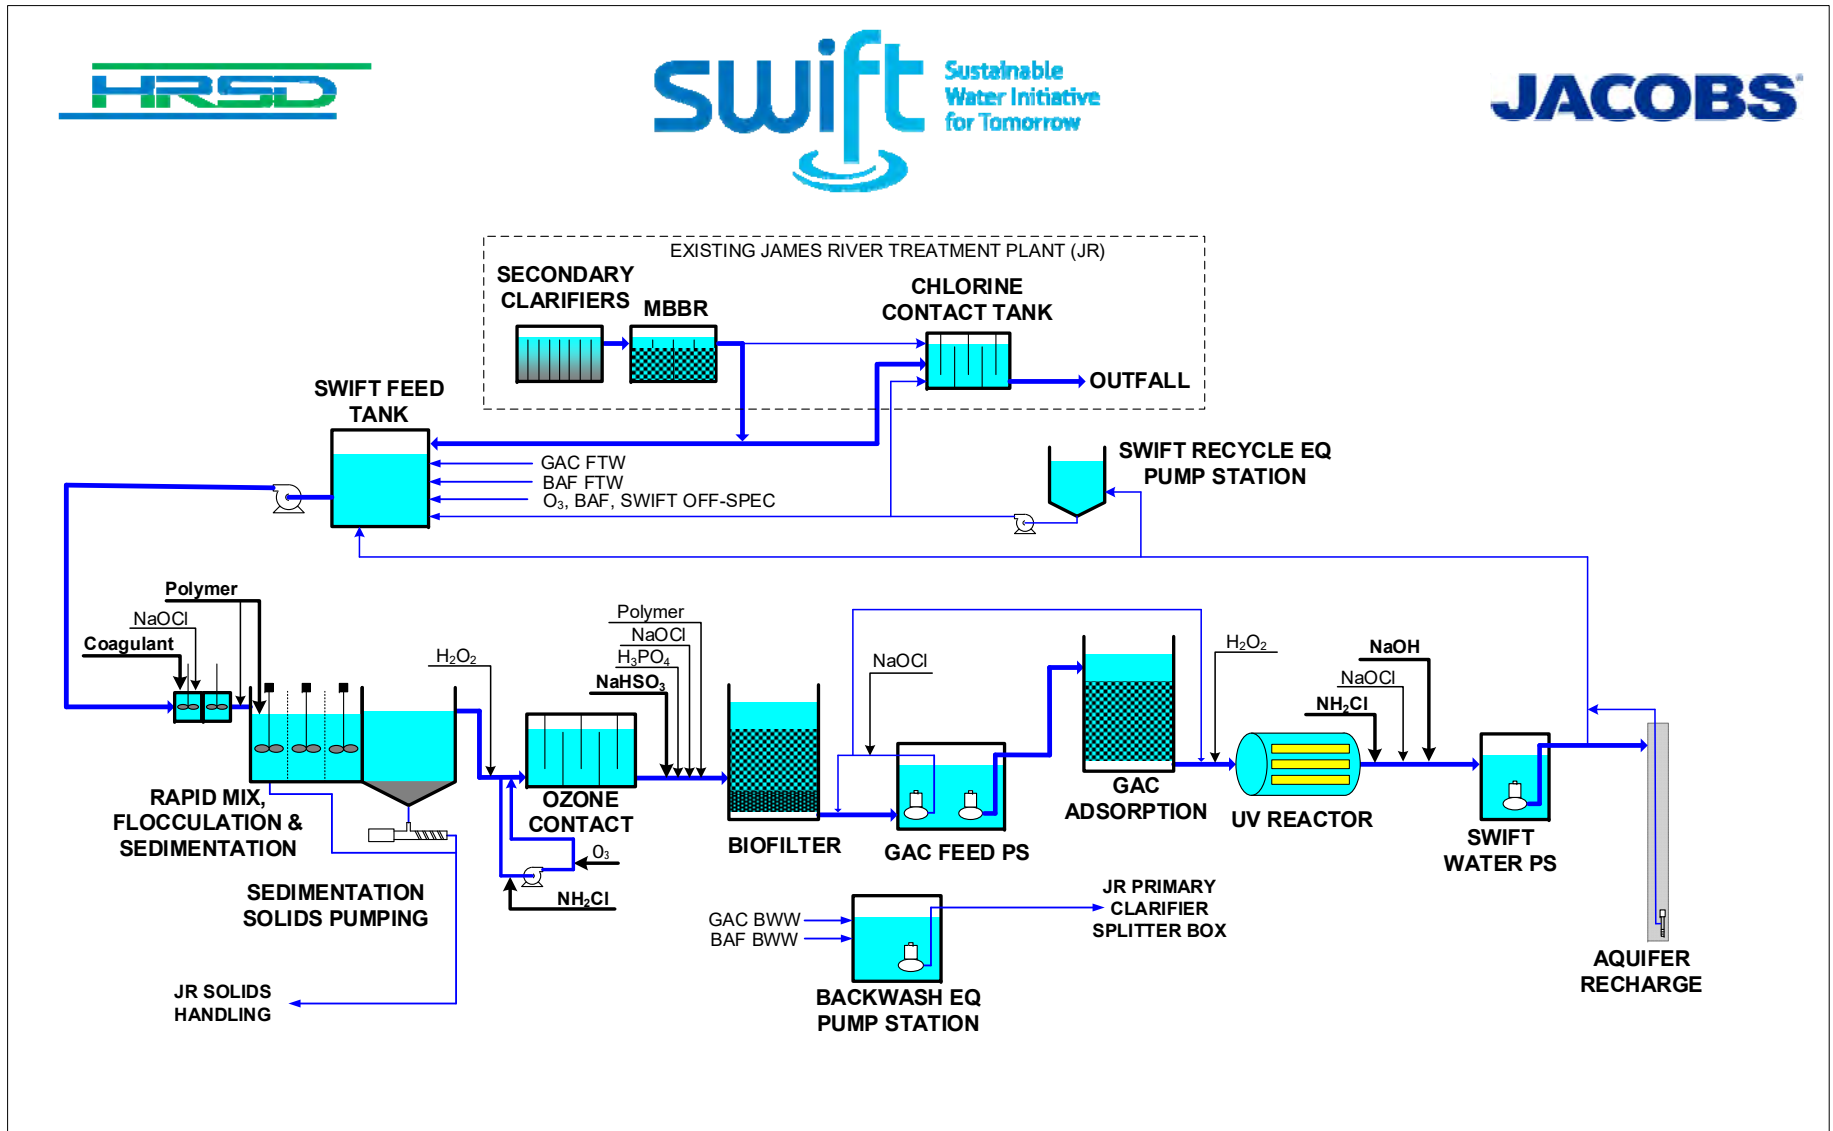 HRSD
swift
Sustainable
Water Initiative
for Tomorrow
JACOBS
EXISTING JAMES RIVER TREATMENT PLANT (JR)
SECONDARY
CLARIFIERS
MBBR
CHLORINE
CONTACT TANK
OUTFALL
SWIFT FEED
TANK
GAC FTW
BAF FTW
O₃, BAF, SWIFT OFF-SPEC
SWIFT RECYCLE EQ
PUMP STATION
Polymer
NaOCl
Coagulant
H₂O₂
Polymer
NaOCl
H₃PO₄
NaHSO₃
NaOCl
H₂O₂
NaOH
NaOCl
NH₂Cl
RAPID MIX,
FLOCCULATION &
SEDIMENTATION
OZONE
CONTACT
O₃
NH₂Cl
BIOFILTER
GAC FEED PS
GAC
ADSORPTION
UV REACTOR
SWIFT
WATER PS
SEDIMENTATION
SOLIDS PUMPING
GAC BWW
BAF BWW
JR PRIMARY
CLARIFIER
SPLITTER BOX
AQUIFER
RECHARGE
JR SOLIDS
HANDLING
BACKWASH EQ
PUMP STATION